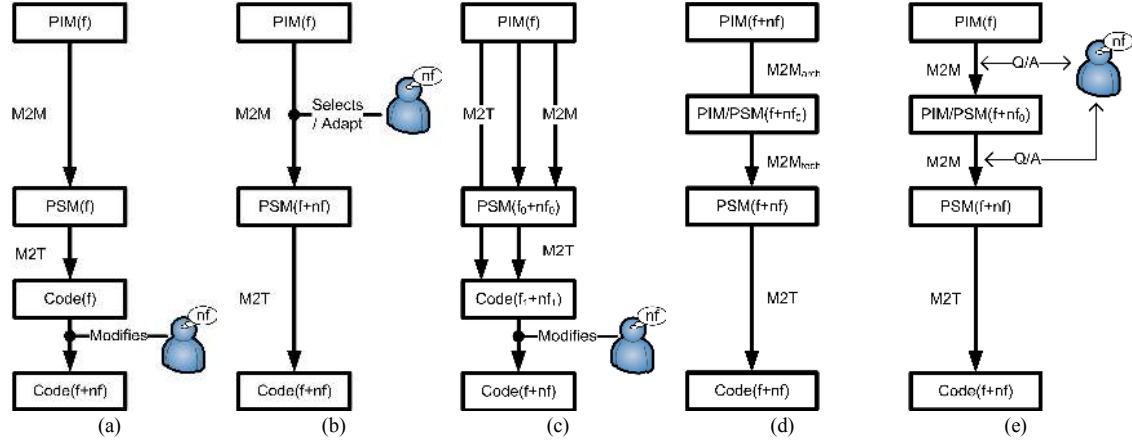 PIM(f)
M2M
PSM(f)
M2T
Code(f)
Modifies
nf
Code(f+nf)
(a)
PIM(f)
M2M
Selects
/ Adapt
nf
PSM(f+nf)
M2T
Code(f+nf)
(b)
PIM(f)
M2T
M2M
PSM(f₀+nf₀)
M2T
Code(f₁+nf₁)
Modifies
nf
Code(f+nf)
(c)
PIM(f+nf)
M2March
PIM/PSM(f+nf₀)
M2Mtech
PSM(f+nf)
M2T
Code(f+nf)
(d)
PIM(f)
M2M
Q/A
nf
PIM/PSM(f+nf₀)
M2M
Q/A
PSM(f+nf)
M2T
Code(f+nf)
(e)